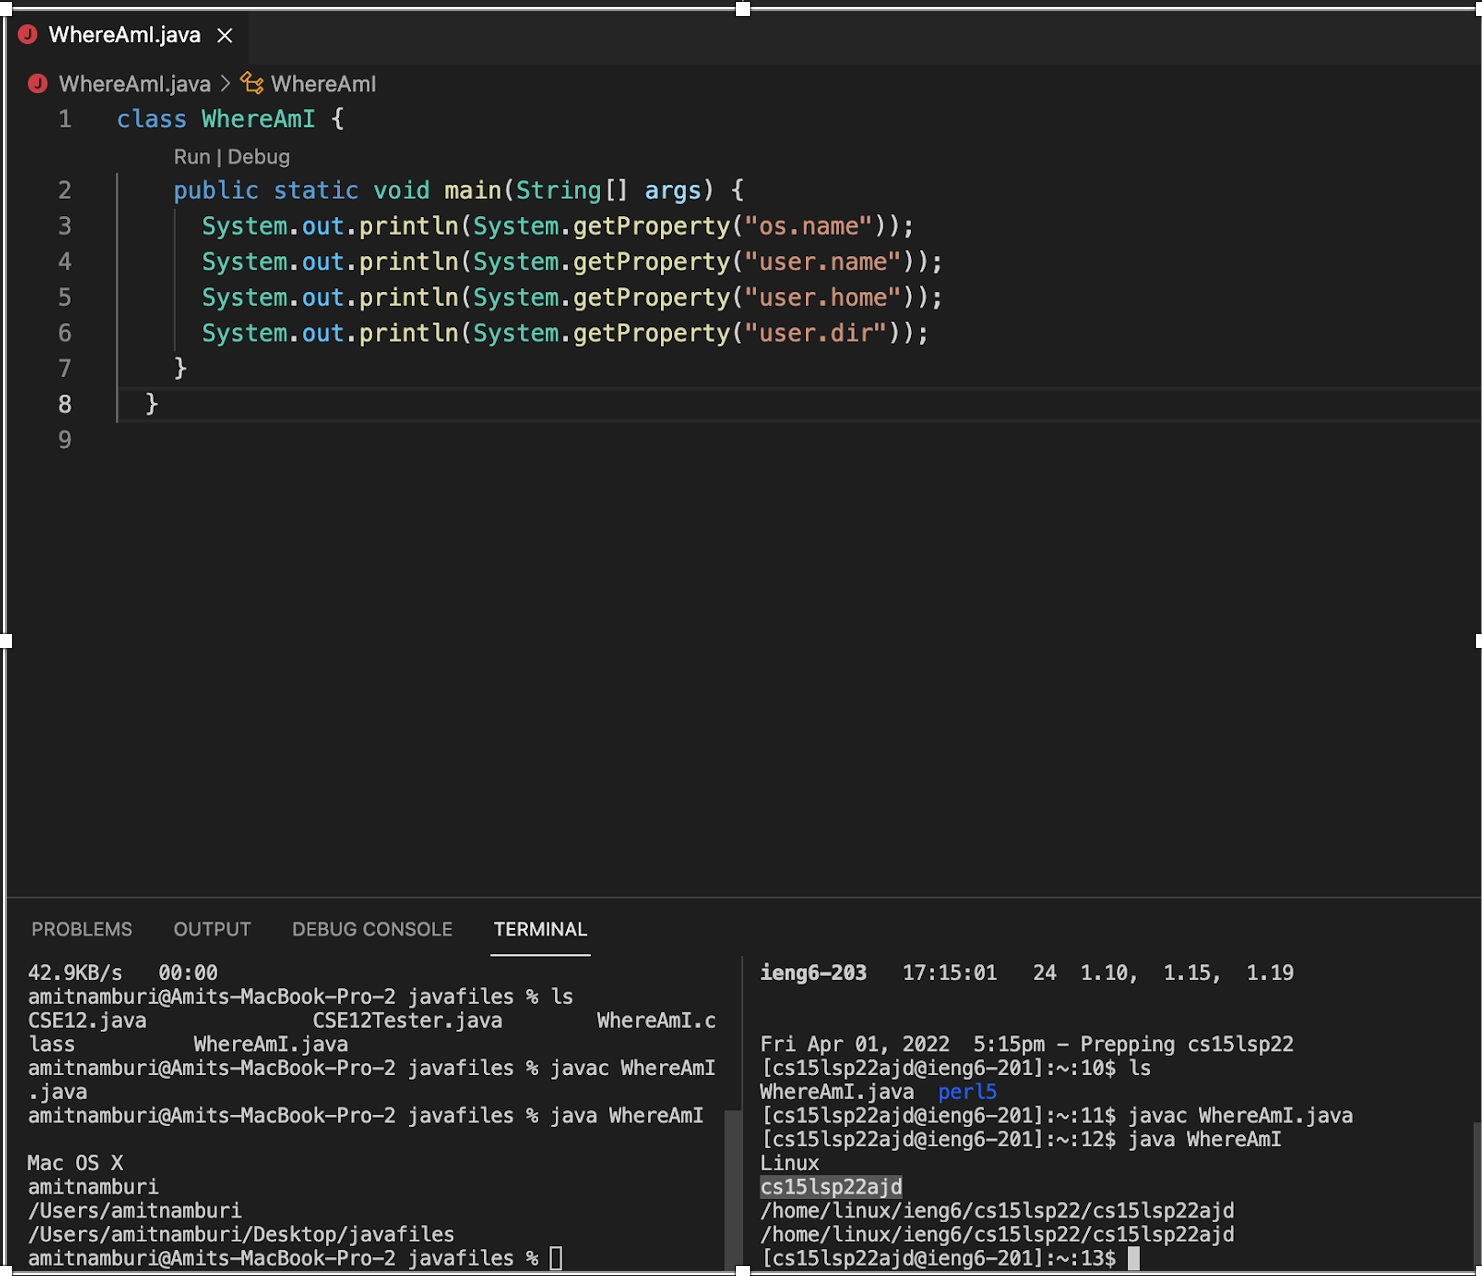 WhereAmI.java
WhereAmI.java > WhereAmI
1 class WhereAmI {
Run | Debug
2 public static void main(String[] args) {
3 System.out.println(System.getProperty("os.name"));
4 System.out.println(System.getProperty("user.name"));
5 System.out.println(System.getProperty("user.home"));
6 System.out.println(System.getProperty("user.dir"));
7 }
8 }
9
PROBLEMS OUTPUT DEBUG CONSOLE TERMINAL
42.9KB/s 00:00
amitnamburi@Amits-MacBook-Pro-2 javafiles % ls
CSE12.java CSE12Tester.java WhereAmI.c
lass WhereAmI.java
amitnamburi@Amits-MacBook-Pro-2 javafiles % javac WhereAmI
.java
amitnamburi@Amits-MacBook-Pro-2 javafiles % java WhereAmI
Mac OS X
amitnamburi
/Users/amitnamburi
/Users/amitnamburi/Desktop/javafiles
amitnamburi@Amits-MacBook-Pro-2 javafiles %
ieng6-203 17:15:01 24 1.10, 1.15, 1.19
Fri Apr 01, 2022 5:15pm - Prepping cs15lsp22
[cs15lsp22ajd@ieng6-201]:~:10$ ls
WhereAmI.java perl5
[cs15lsp22ajd@ieng6-201]:~:11$ javac WhereAmI.java
[cs15lsp22ajd@ieng6-201]:~:12$ java WhereAmI
Linux
cs15lsp22ajd
/home/linux/ieng6/cs15lsp22/cs15lsp22ajd
/home/linux/ieng6/cs15lsp22/cs15lsp22ajd
[cs15lsp22ajd@ieng6-201]:~:13$